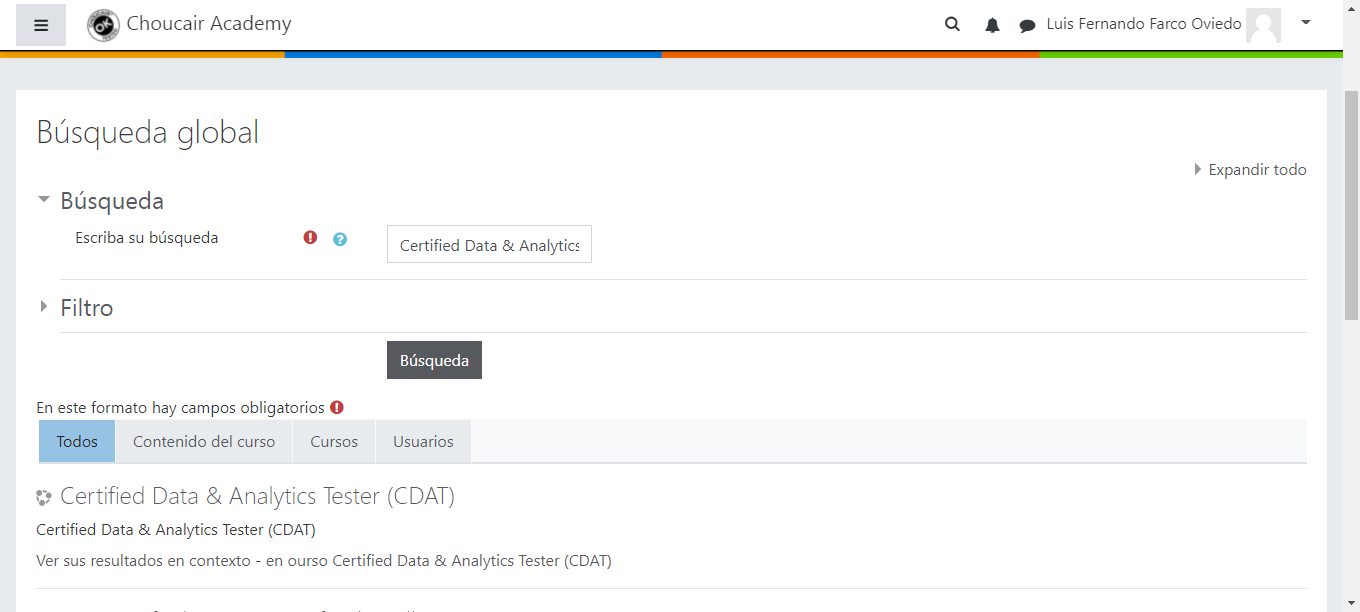 Choucair Academy
Luis Fernando Farco Oviedo
Búsqueda global
Expandir todo
Búsqueda
Escriba su búsqueda
Certified Data & Analytics
Filtro
Búsqueda
En este formato hay campos obligatorios
Todos
Contenido del curso
Cursos
Usuarios
Certified Data & Analytics Tester (CDAT)
Certified Data & Analytics Tester (CDAT)
Ver sus resultados en contexto - en ourso Certified Data & Analytics Tester (CDAT)